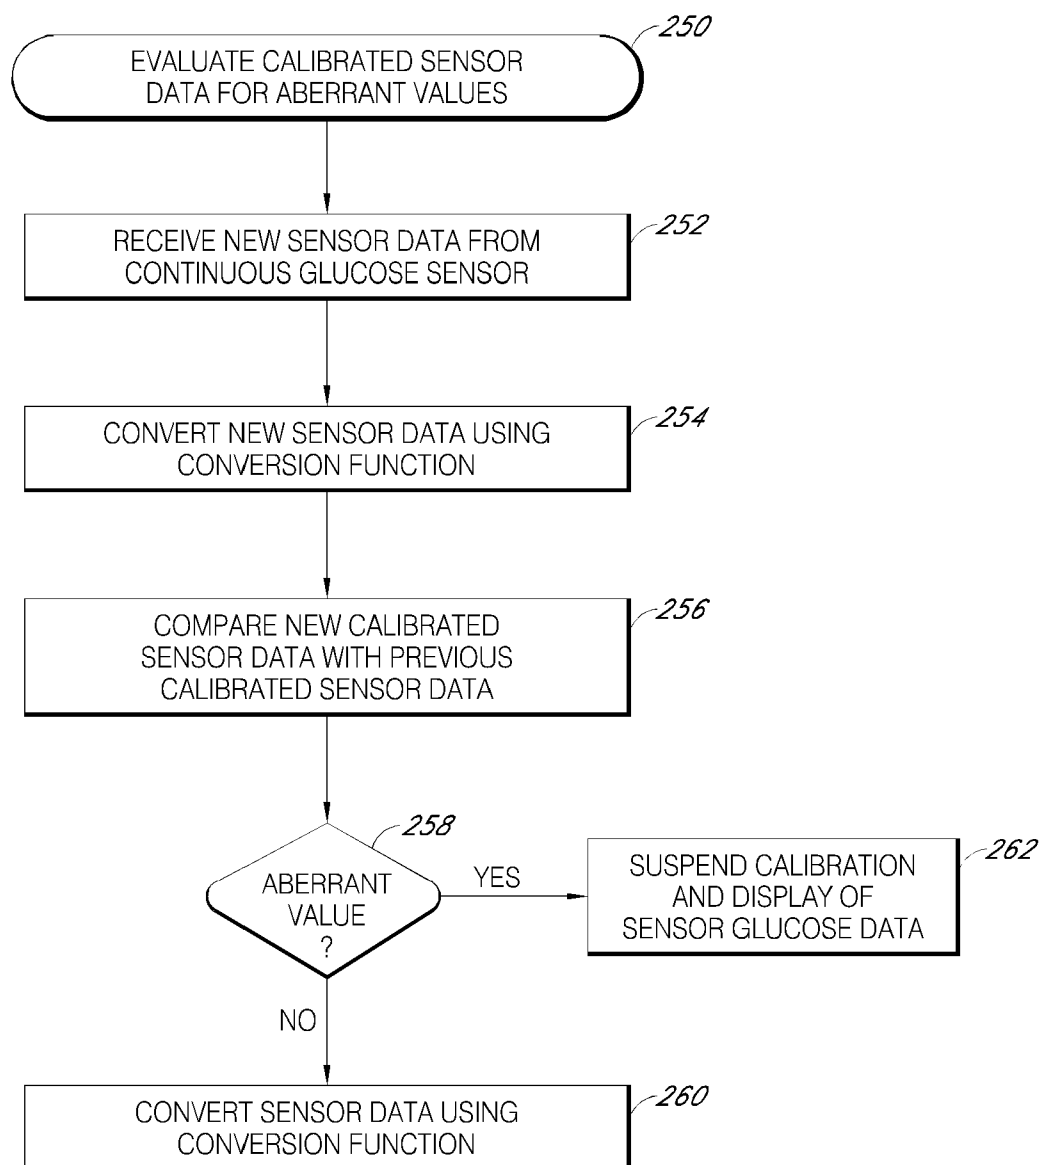 250
EVALUATE CALIBRATED SENSOR
DATA FOR ABERRANT VALUES
252
RECEIVE NEW SENSOR DATA FROM
CONTINUOUS GLUCOSE SENSOR
254
CONVERT NEW SENSOR DATA USING
CONVERSION FUNCTION
256
COMPARE NEW CALIBRATED
SENSOR DATA WITH PREVIOUS
CALIBRATED SENSOR DATA
258
ABERRANT
VALUE
?
YES
262
SUSPEND CALIBRATION
AND DISPLAY OF
SENSOR GLUCOSE DATA
NO
260
CONVERT SENSOR DATA USING
CONVERSION FUNCTION